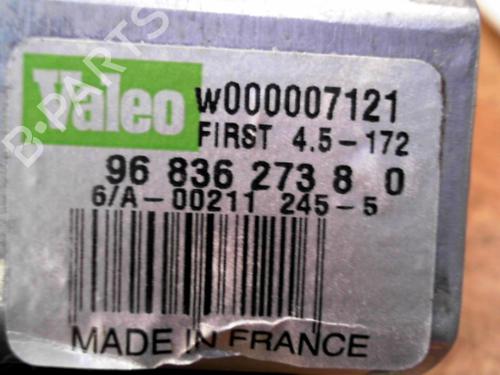 Valeo
W000007121
FIRST 4.5-172
96 836 273 8 0
6/A-00211 245-5
MADE IN FRANCE
B-PARTS